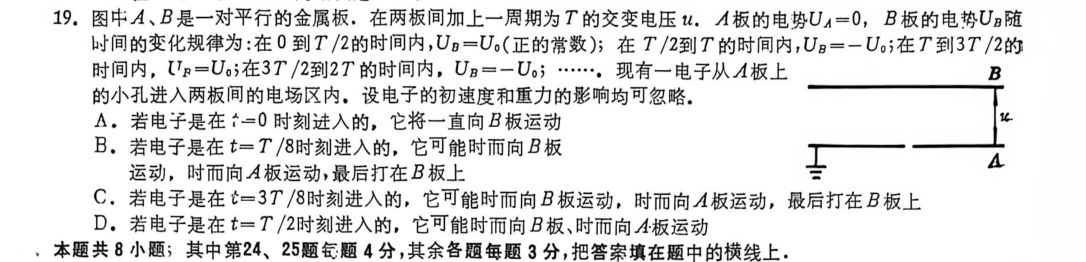 19. 图中A、B是一对平行的金属板.在两板间加上一周期为T的交变电压u. A板的电势U_A=0, B板的电势U_B随
时间的变化规律为:在0到T/2的时间内,U_B=U₀(正的常数); 在T/2到T的时间内,U_B=-U₀;在T到3T/2的
时间内, U_B=U₀;在3T/2到2T的时间内, U_B=-U₀; ……. 现有一电子从A板上
的小孔进入两板间的电场区内. 设电子的初速度和重力的影响均可忽略.
A. 若电子是在t=0时刻进入的, 它将一直向B板运动
B. 若电子是在t=T/8时刻进入的, 它可能时而向B板
运动, 时而向A板运动,最后打在B板上
C. 若电子是在t=3T/8时刻进入的, 它可能时而向B板运动, 时而向A板运动, 最后打在B板上
D. 若电子是在t=T/2时刻进入的, 它可能时而向B板、时而向A板运动
B
u
A
本题共8小题; 其中第24、25题每题4分,其余各题每题3分,把答案填在题中的横线上.